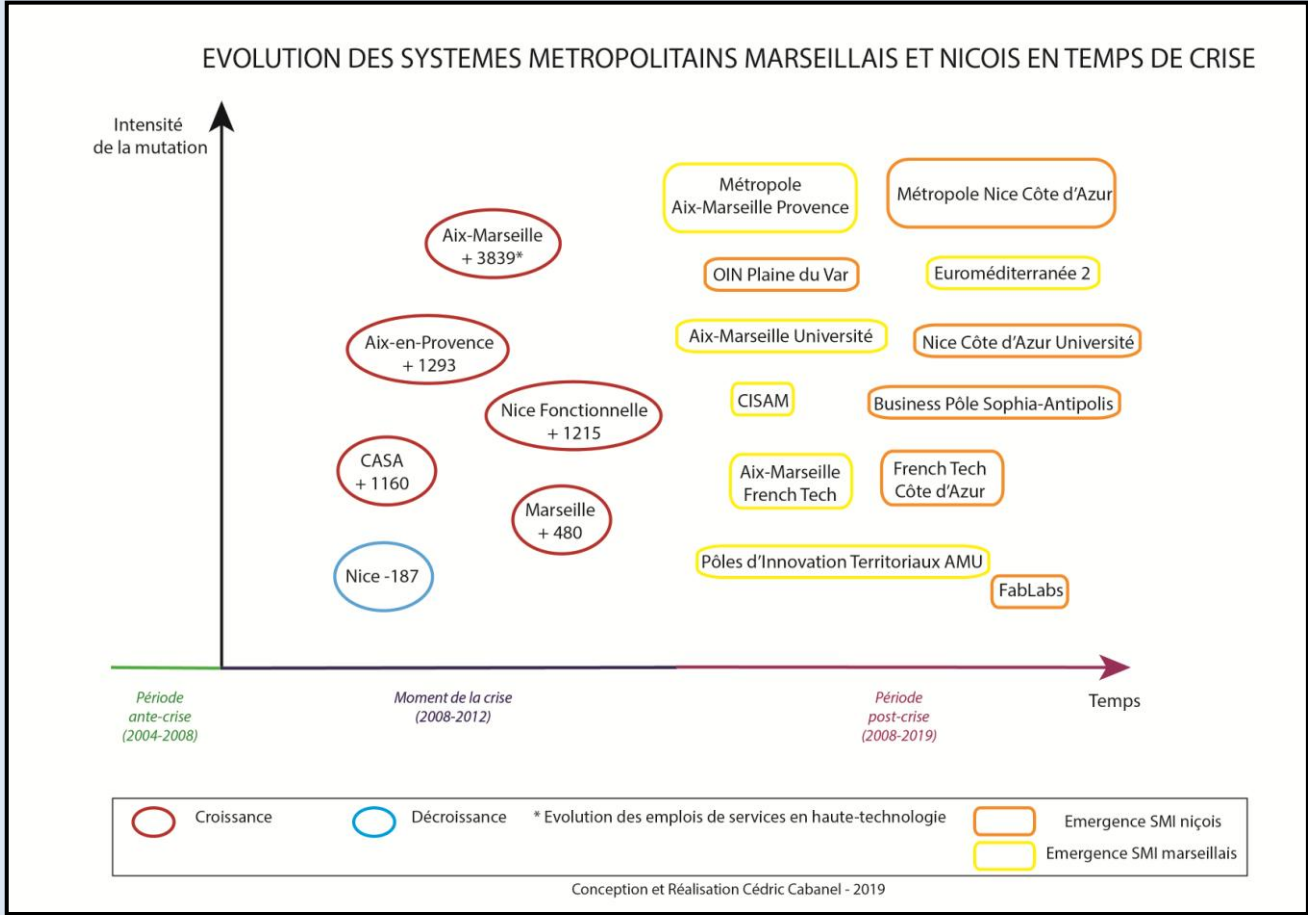 EVOLUTION DES SYSTEMES METROPOLITAINS MARSEILLAIS ET NICOIS EN TEMPS DE CRISE
Intensité
de la mutation
Aix-Marseille
+ 3839*
Aix-en-Provence
+ 1293
Nice Fonctionnelle
+ 1215
CASA
+ 1160
Marseille
+ 480
Nice -187
Métropole
Aix-Marseille Provence
Métropole Nice Côte d'Azur
OIN Plaine du Var
Euroméditerranée 2
Aix-Marseille Université
Nice Côte d'Azur Université
CISAM
Business Pôle Sophia-Antipolis
Aix-Marseille
French Tech
French Tech
Côte d'Azur
Pôles d'Innovation Territoriaux AMU
FabLabs
Période
ante-crise
(2004-2008)
Moment de la crise
(2008-2012)
Période
post-crise
(2008-2019)
Temps
Croissance
Décroissance
* Evolution des emplois de services en haute-technologie
Emergence SMI niçois
Emergence SMI marseillais
Conception et Réalisation Cédric Cabanel - 2019